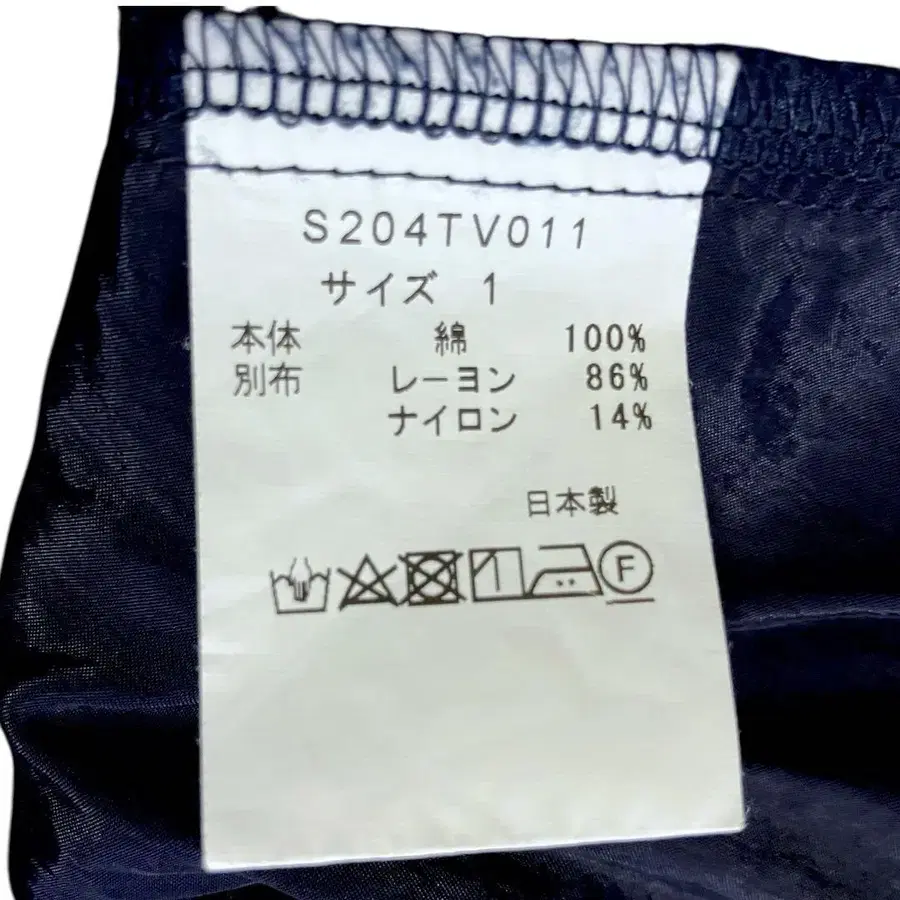 S204TV011
サイズ 1
本体 綿 100%
別布 レーヨン 86%
ナイロン 14%
日本製
F